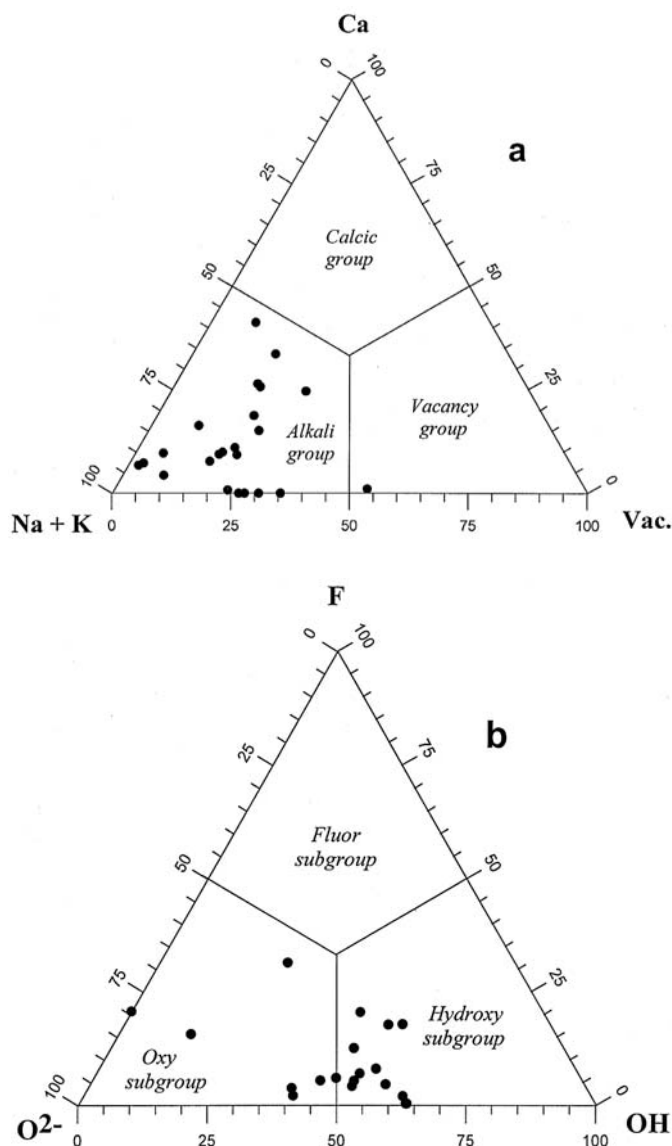 Ca
0 100
a
25 75
Calcic
group
50 50
75 25
Vacancy
group
Alkali
group
100 0
Na + K 0 25 50 75 100 Vac.
F
0 100
b
25 75
Fluor
subgroup
50 50
75 25
Hydroxy
subgroup
Oxy
subgroup
100 0
O2- 0 25 50 75 100 OH